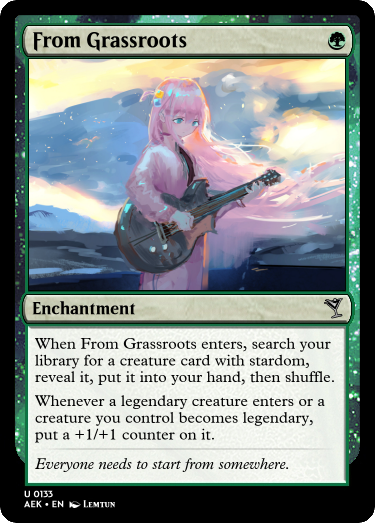 From Grassroots
Enchantment
When From Grassroots enters, search your
library for a creature card with stardom,
reveal it, put it into your hand, then shuffle.
Whenever a legendary creature enters or a
creature you control becomes legendary,
put a +1/+1 counter on it.
Everyone needs to start from somewhere.
U 0133
AEK • EN Lemtun